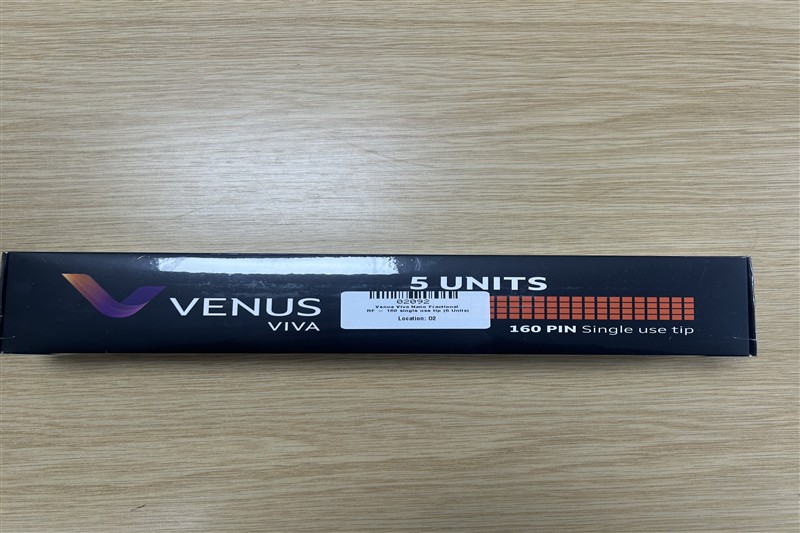 5 UNITS
VENUS
VIVA
02092
Venus Viva Nano Fractional
RF - 160 single use tip (5 Units)
Location: O2
160 PIN Single use tip